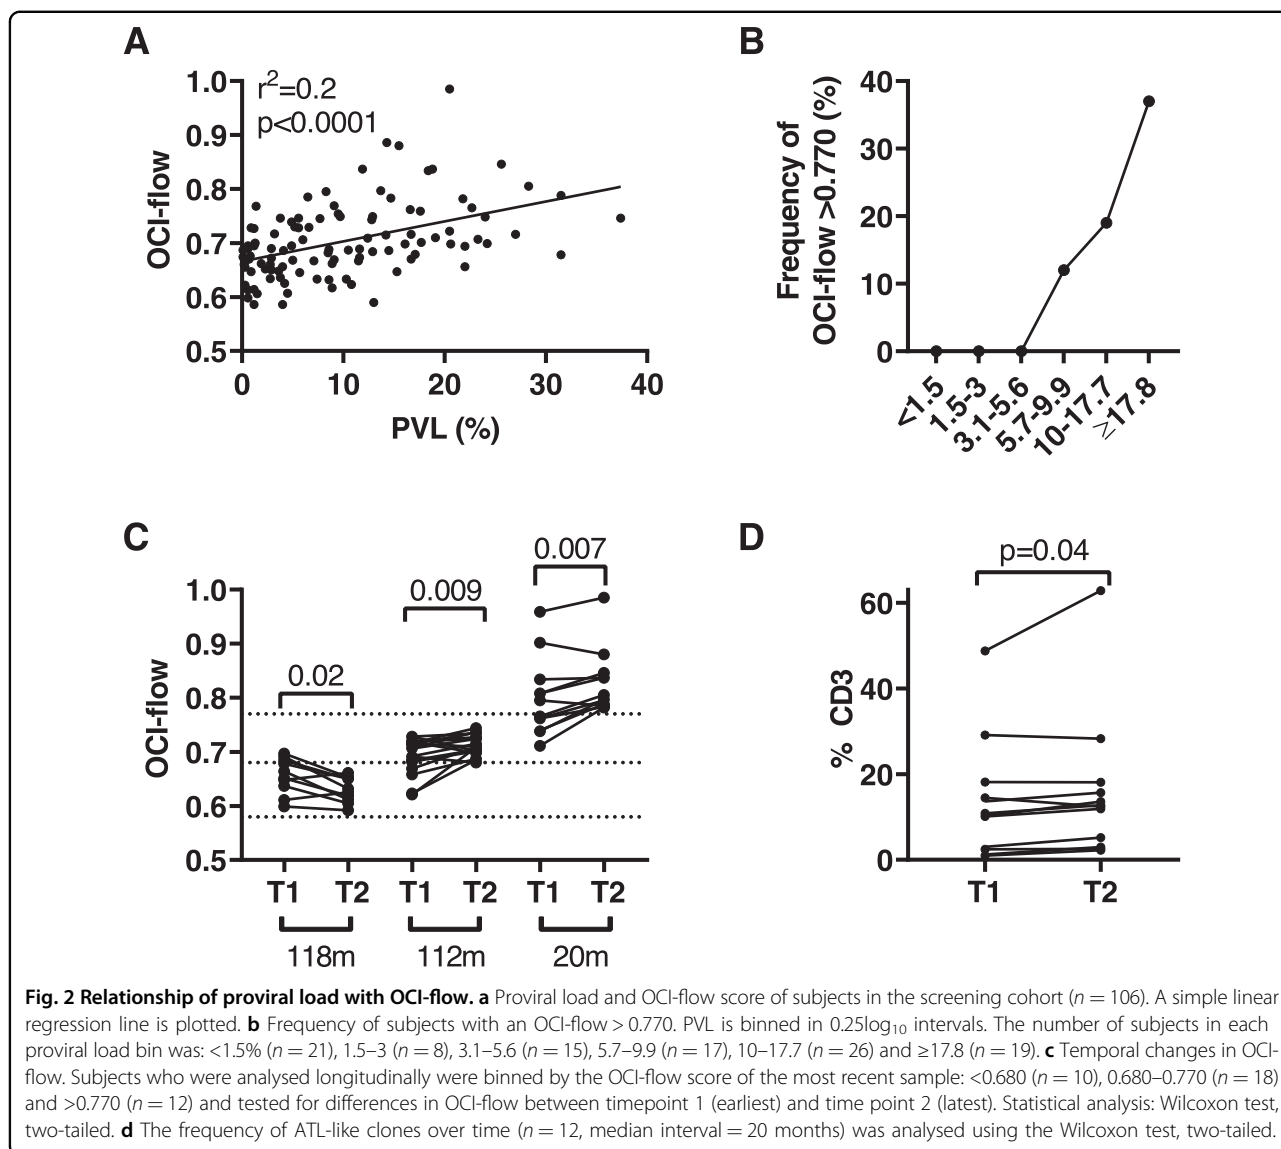 A
r²=0.2
p<0.0001
1.0
0.9
0.8
0.7
0.6
0.5
OCI-flow
0 10 20 30 40
PVL (%)
B
40
30
20
10
0
Frequency of
OCI-flow >0.770 (%)
<1.5
1.5-3
3.1-5.6
5.7-9.9
10-17.7
≥17.8
C
0.02
0.009
0.007
1.0
0.9
0.8
0.7
0.6
0.5
OCI-flow
T1 T2 T1 T2 T1 T2
118m 112m 20m
D
p=0.04
60
40
20
0
% CD3
T1 T2
Fig. 2 Relationship of proviral load with OCI-flow. a Proviral load and OCI-flow score of subjects in the screening cohort (n = 106). A simple linear
regression line is plotted. b Frequency of subjects with an OCI-flow > 0.770. PVL is binned in 0.25log₁₀ intervals. The number of subjects in each
proviral load bin was: <1.5% (n = 21), 1.5–3 (n = 8), 3.1–5.6 (n = 15), 5.7–9.9 (n = 17), 10–17.7 (n = 26) and ≥17.8 (n = 19). c Temporal changes in OCI-
flow. Subjects who were analysed longitudinally were binned by the OCI-flow score of the most recent sample: <0.680 (n = 10), 0.680–0.770 (n = 18)
and >0.770 (n = 12) and tested for differences in OCI-flow between timepoint 1 (earliest) and time point 2 (latest). Statistical analysis: Wilcoxon test,
two-tailed. d The frequency of ATL-like clones over time (n = 12, median interval = 20 months) was analysed using the Wilcoxon test, two-tailed.